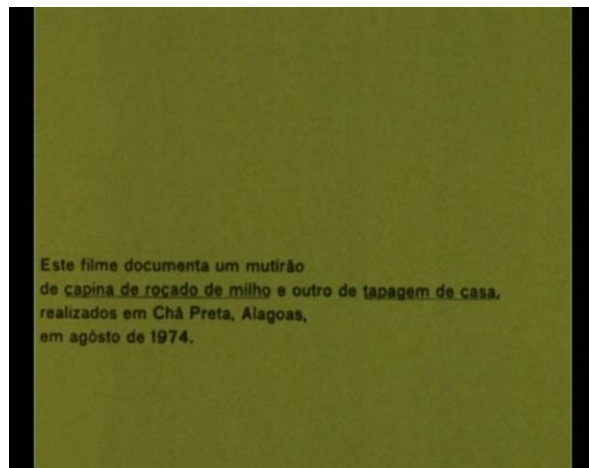 Este filme documenta um mutirão
de capina de roçado de milho e outro de tapagem de casa,
realizados em Chã Preta, Alagoas,
em agôsto de 1974.